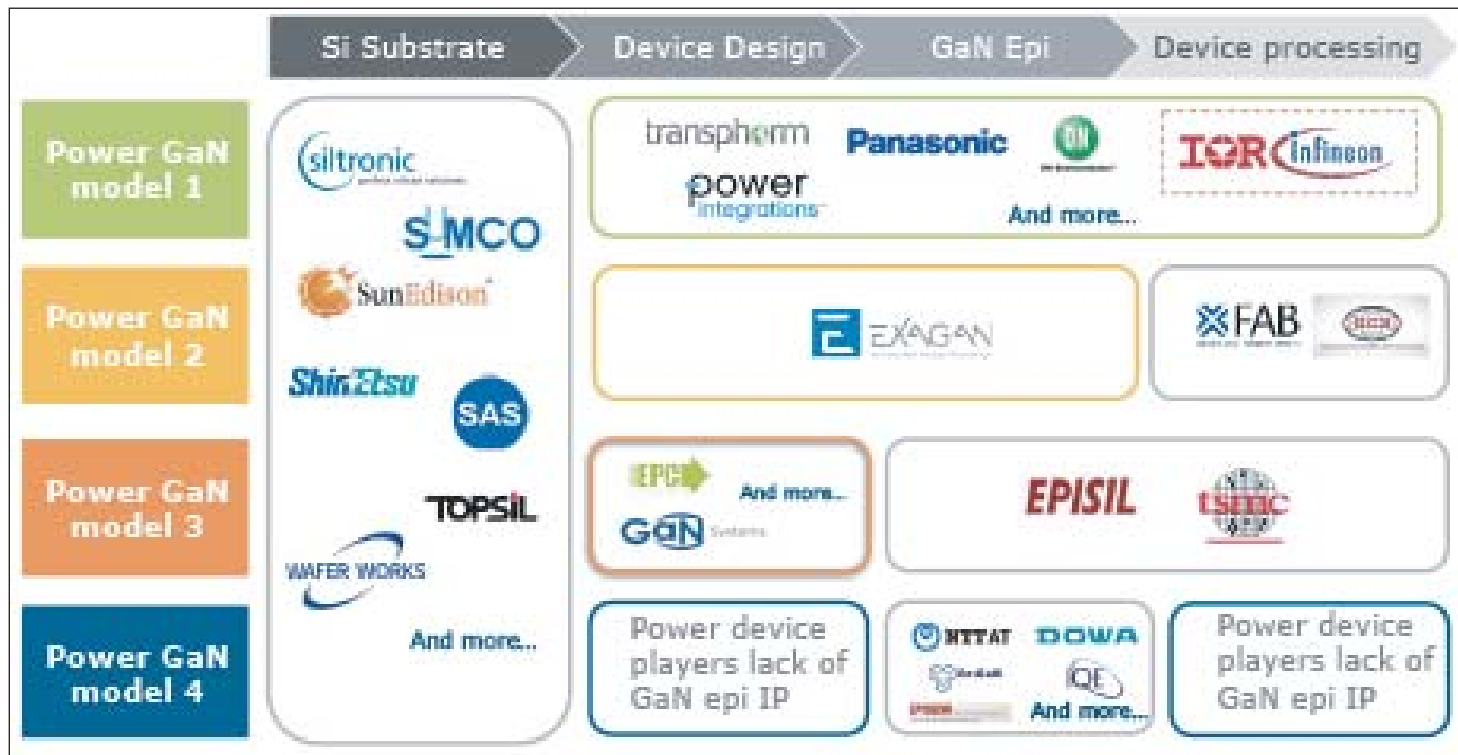 Si Substrate
Device Design
GaN Epi
Device processing
Power GaN
model 1
siltronic
SUMCO
SunEdison
ShinEtsu
SAS
TOPSIL
WAFER WORKS
And more...
transphorm
Panasonic
ON
IOR
Infineon
power
integrations
And more...
Power GaN
model 2
EXAGAN
XFAB
Power GaN
model 3
EPC
And more...
GaN Systems
EPISIL
tsmc
Power GaN
model 4
Power device
players lack of
GaN epi IP
NTTAT
DOWA
IQE
And more...
Power device
players lack of
GaN epi IP